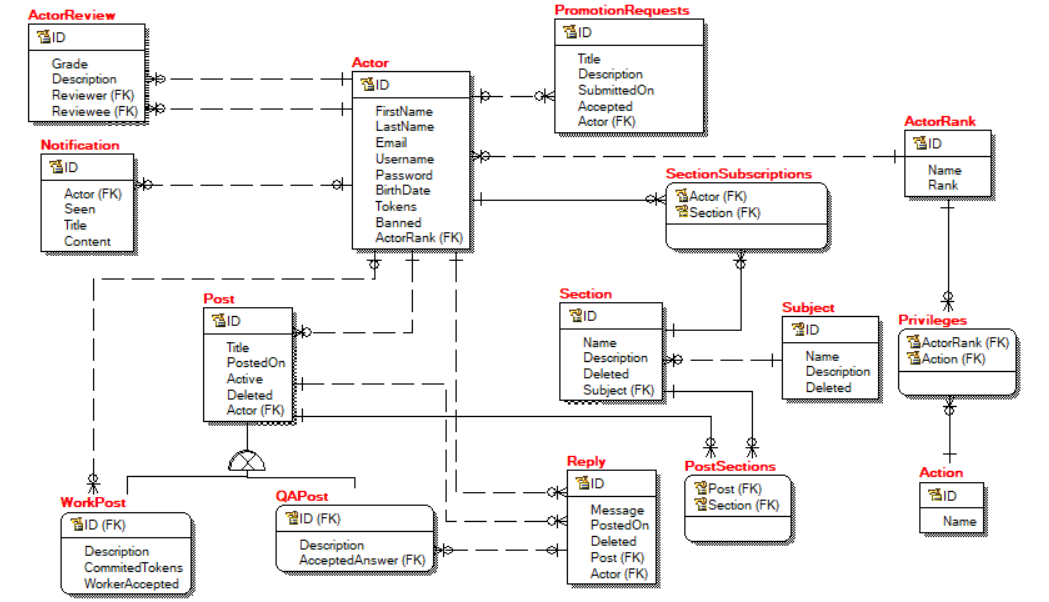 ActorReview
ID
Grade
Description
Reviewer (FK)
Reviewee (FK)
PromotionRequests
ID
Title
Description
SubmittedOn
Accepted
Actor (FK)
Actor
ID
FirstName
LastName
Email
Username
Password
BirthDate
Tokens
Banned
ActorRank (FK)
ActorRank
ID
Name
Rank
Notification
ID
Actor (FK)
Seen
Title
Content
SectionSubscriptions
Actor (FK)
Section (FK)
Post
ID
Title
PostedOn
Active
Deleted
Actor (FK)
Section
ID
Name
Description
Deleted
Subject (FK)
Subject
ID
Name
Description
Deleted
Privileges
ActorRank (FK)
Action (FK)
WorkPost
ID (FK)
Description
CommitedTokens
WorkerAccepted
QAPost
ID (FK)
Description
AcceptedAnswer (FK)
Reply
ID
Message
PostedOn
Deleted
Post (FK)
Actor (FK)
PostSections
Post (FK)
Section (FK)
Action
ID
Name